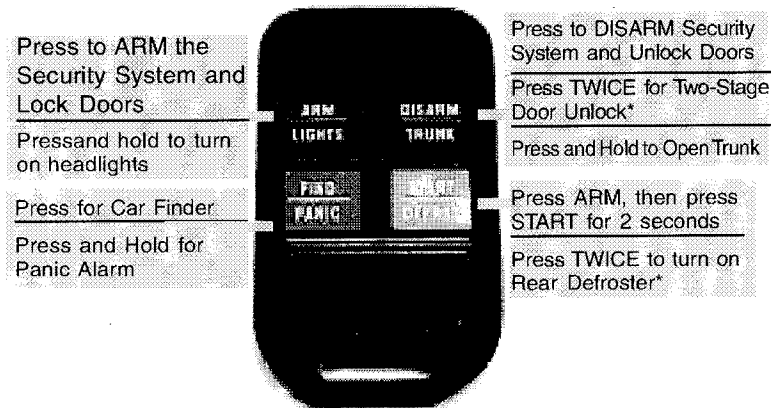 Press to ARM the
Security System and
Lock Doors
Pressand hold to turn
on headlights
Press for Car Finder
Press and Hold for
Panic Alarm
ARM
LIGHTS
DISARM
TRUNK
FIND
PANIC
START
Press to DISARM Security
System and Unlock Doors
Press TWICE for Two-Stage
Door Unlock*
Press and Hold to Open Trunk
Press ARM, then press
START for 2 seconds
Press TWICE to turn on
Rear Defroster*